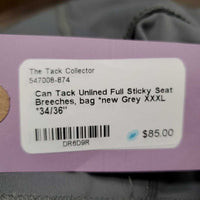 The Tack Collector
547008-874
Can Tack Unlined Full Sticky Seat
Breeches, bag *new Grey XXXL
*34/36"
$85.00
DR6D9R